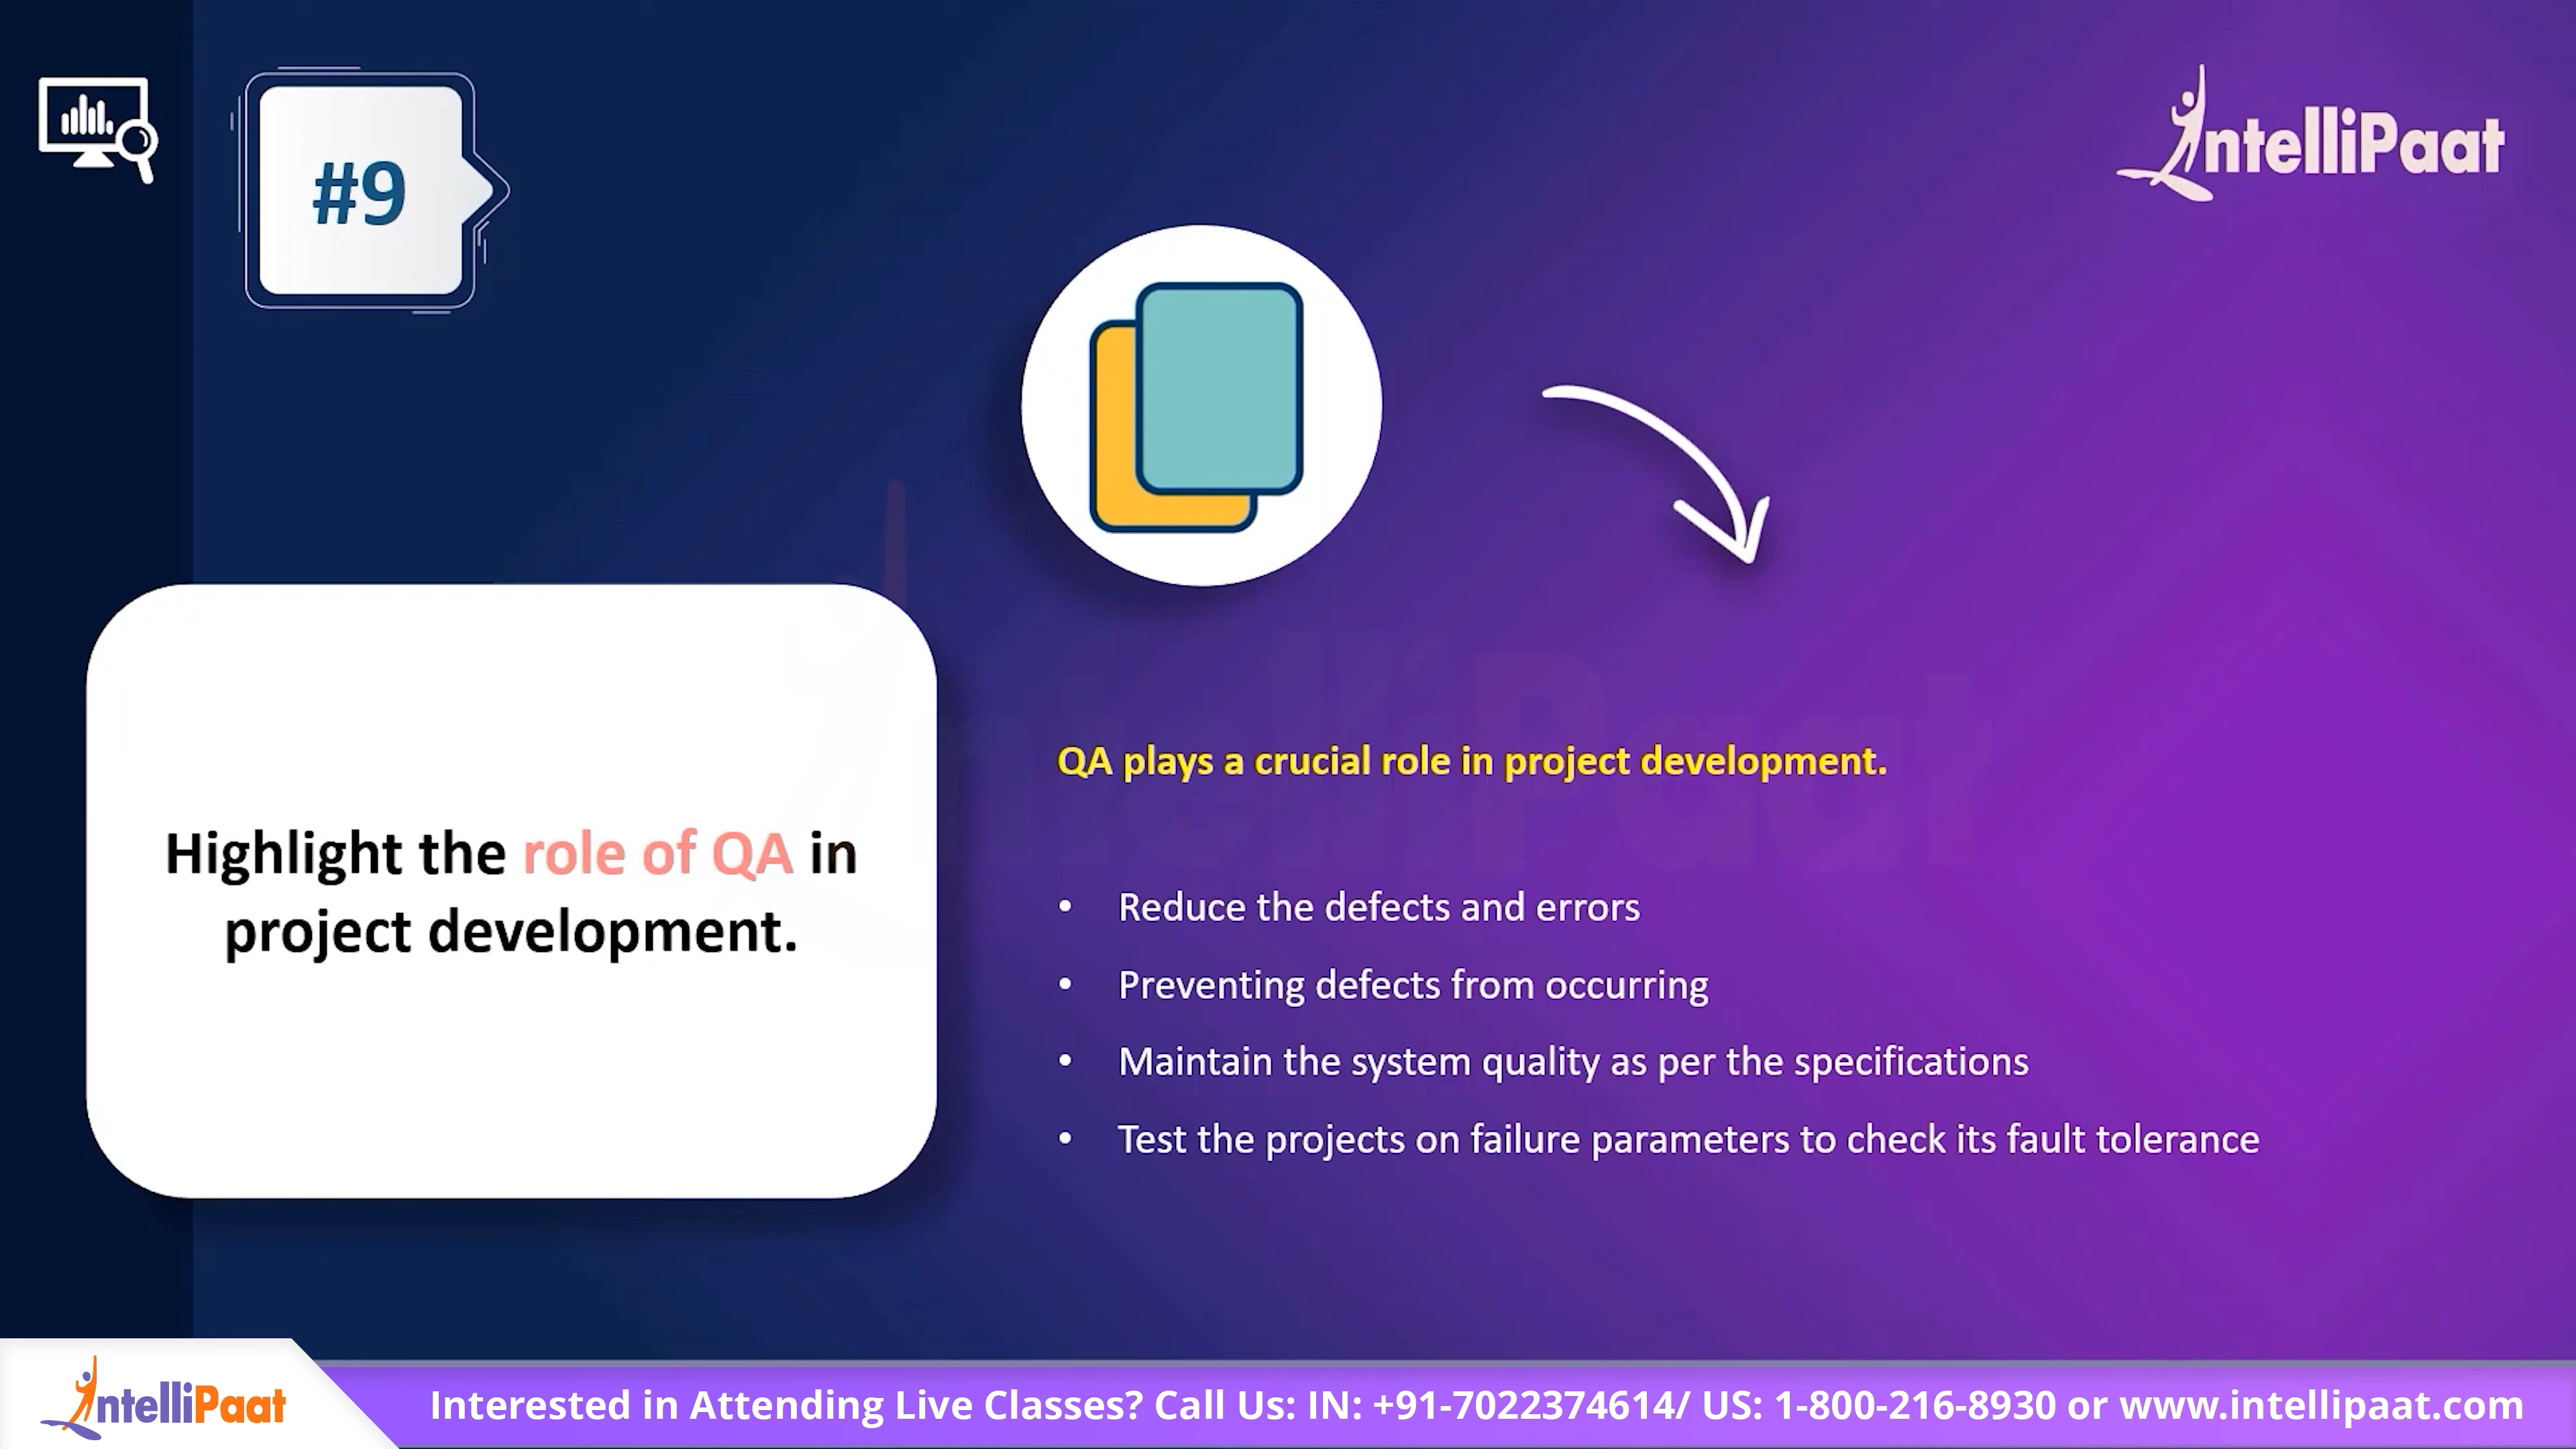 #9
IntelliPaat
Highlight the role of QA in
project development.
QA plays a crucial role in project development.
• Reduce the defects and errors
• Preventing defects from occurring
• Maintain the system quality as per the specifications
• Test the projects on failure parameters to check its fault tolerance
IntelliPaat
IntelliPaat
Interested in Attending Live Classes? Call Us: IN: +91-7022374614/ US: 1-800-216-8930 or www.intellipaat.com